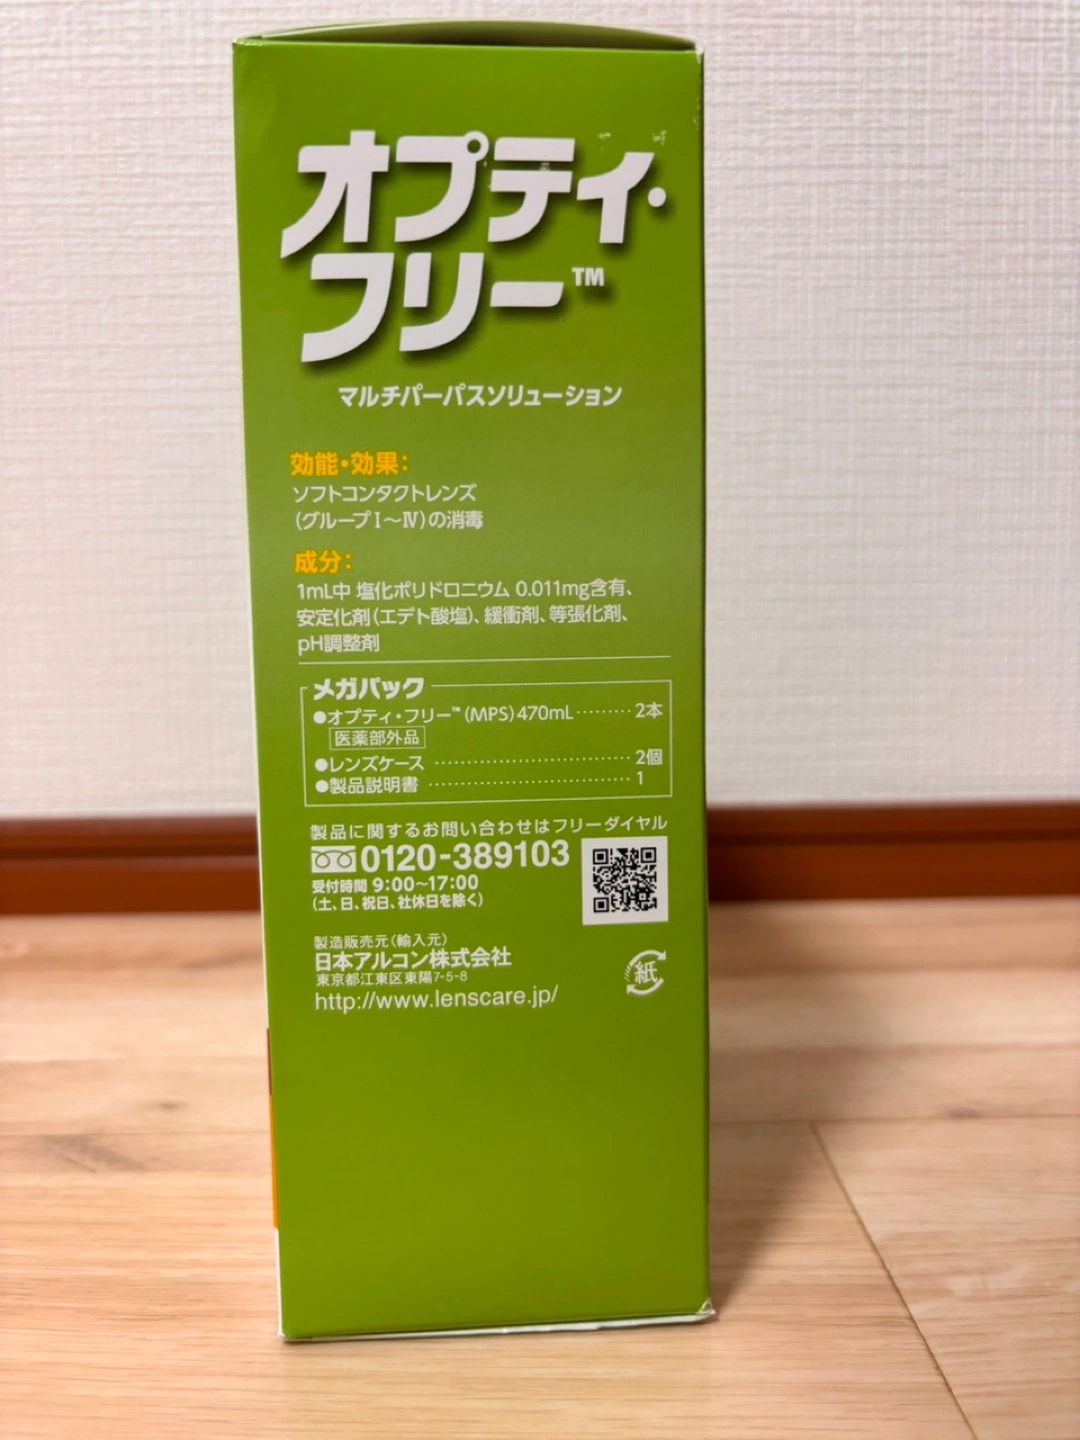 オプティ・
フリー™
マルチパーパスソリューション
効能・効果:
ソフトコンタクトレンズ
(グループⅠ〜Ⅳ)の消毒
成分:
1mL中 塩化ポリドロニウム 0.011mg含有、
安定化剤(エデト酸塩)、緩衝剤、等張化剤、
pH調整剤
メガパック
●オプティ・フリー™(MPS)470mL………2本
医薬部外品
●レンズケース ………………………… 2個
●製品説明書 ………………………… 1
製品に関するお問い合わせはフリーダイヤル
0120-389103
受付時間 9:00〜17:00
(土、日、祝日、社休日を除く)
製造販売元(輸入元)
日本アルコン株式会社
東京都江東区東陽7-5-8
http://www.lenscare.jp/
紙